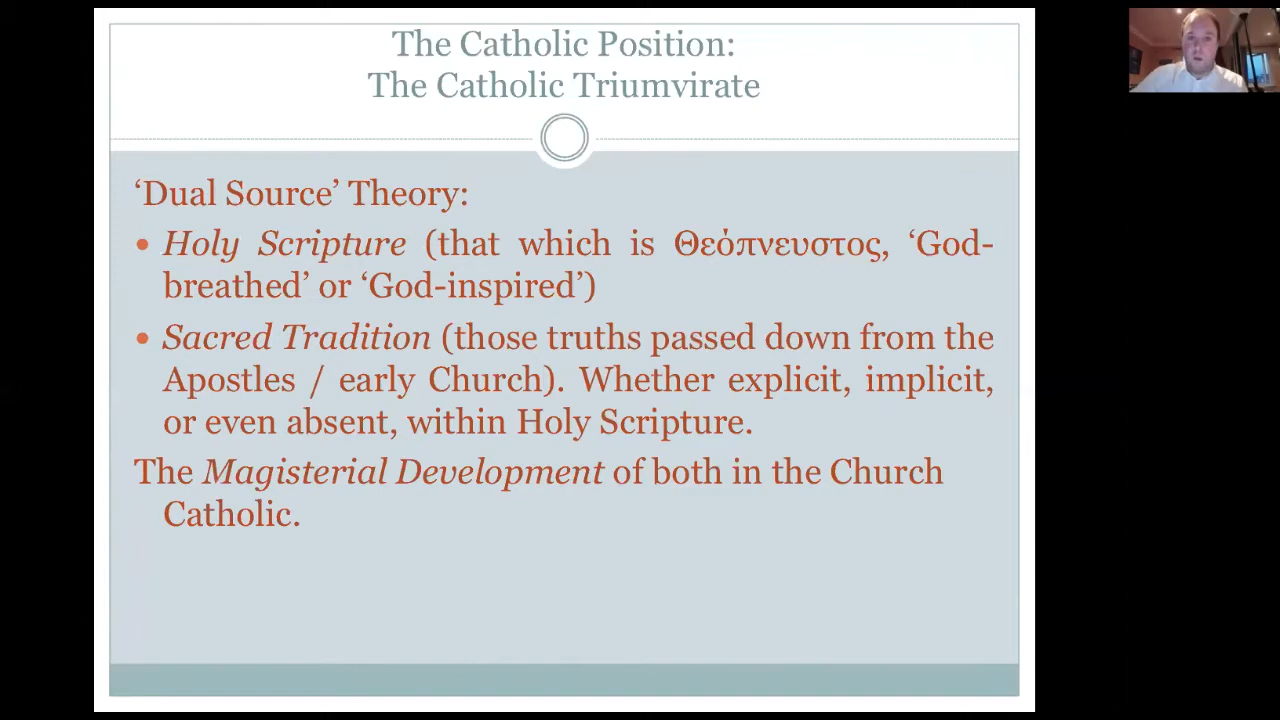 The Catholic Position:
The Catholic Triumvirate
‘Dual Source’ Theory:
• Holy Scripture (that which is Θεόπνευστος, ‘God-
breathed’ or ‘God-inspired’)
• Sacred Tradition (those truths passed down from the
Apostles / early Church). Whether explicit, implicit,
or even absent, within Holy Scripture.
The Magisterial Development of both in the Church
Catholic.